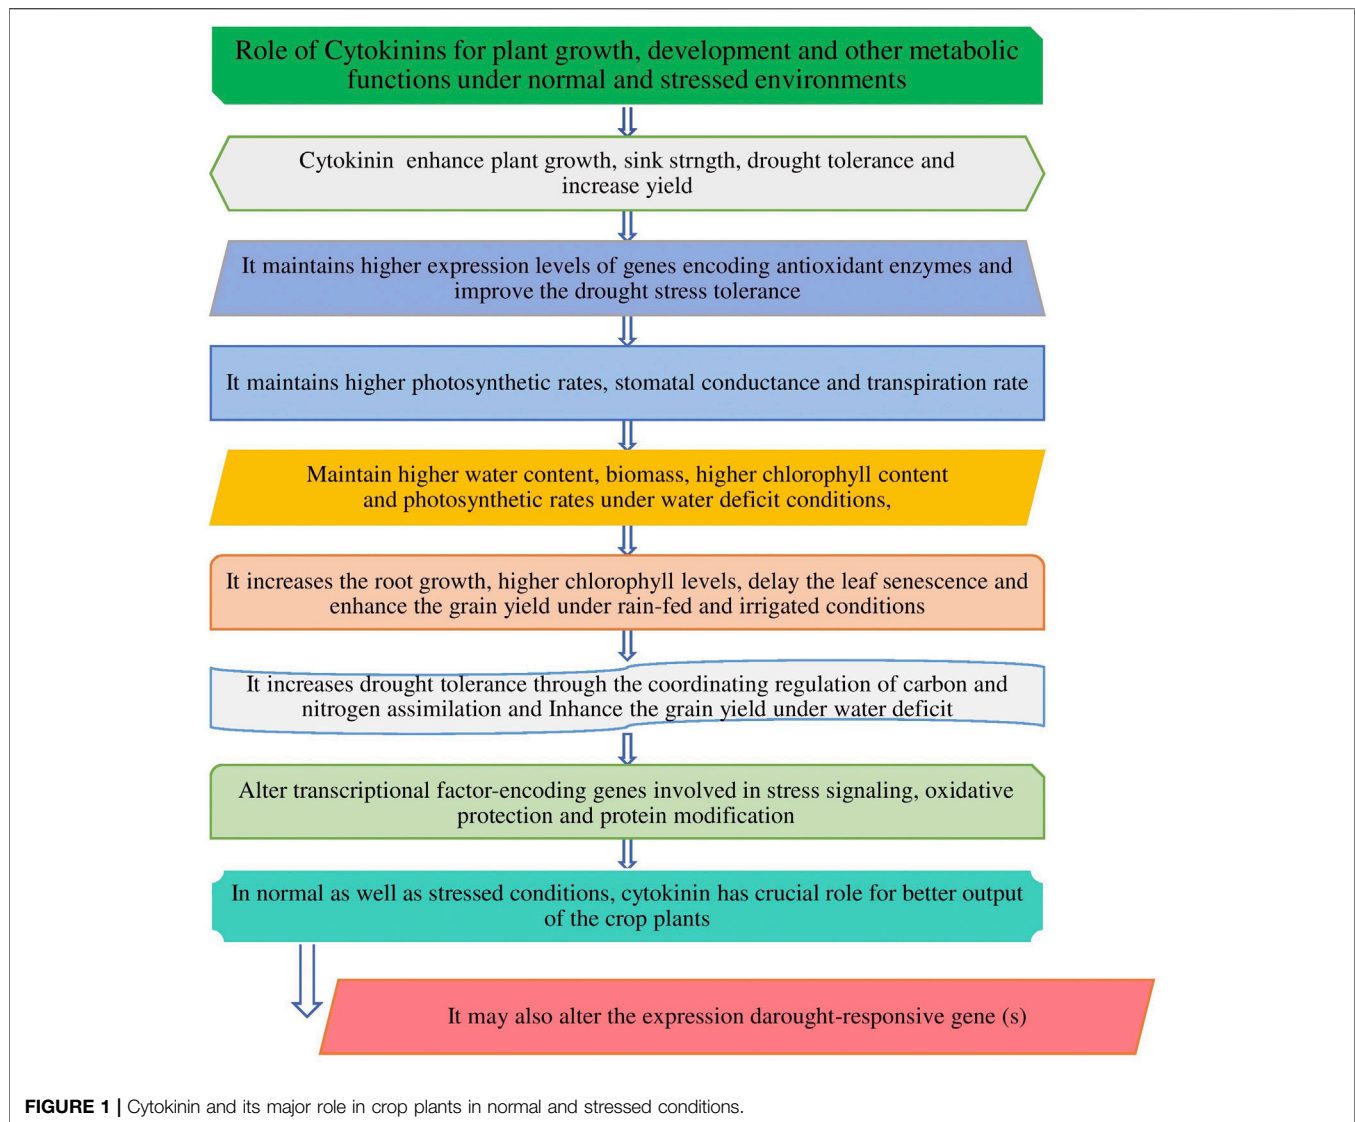 Role of Cytokinins for plant growth, development and other metabolic
functions under normal and stressed environments
Cytokinin enhance plant growth, sink strngth, drought tolerance and
increase yield
It maintains higher expression levels of genes encoding antioxidant enzymes and
improve the drought stress tolerance
It maintains higher photosynthetic rates, stomatal conductance and transpiration rate
Maintain higher water content, biomass, higher chlorophyll content
and photosynthetic rates under water deficit conditions,
It increases the root growth, higher chlorophyll levels, delay the leaf senescence and
enhance the grain yield under rain-fed and irrigated conditions
It increases drought tolerance through the coordinating regulation of carbon and
nitrogen assimilation and Inhance the grain yield under water deficit
Alter transcriptional factor-encoding genes involved in stress signaling, oxidative
protection and protein modification
In normal as well as stressed conditions, cytokinin has crucial role for better output
of the crop plants
It may also alter the expression darought-responsive gene (s)
FIGURE 1 | Cytokinin and its major role in crop plants in normal and stressed conditions.